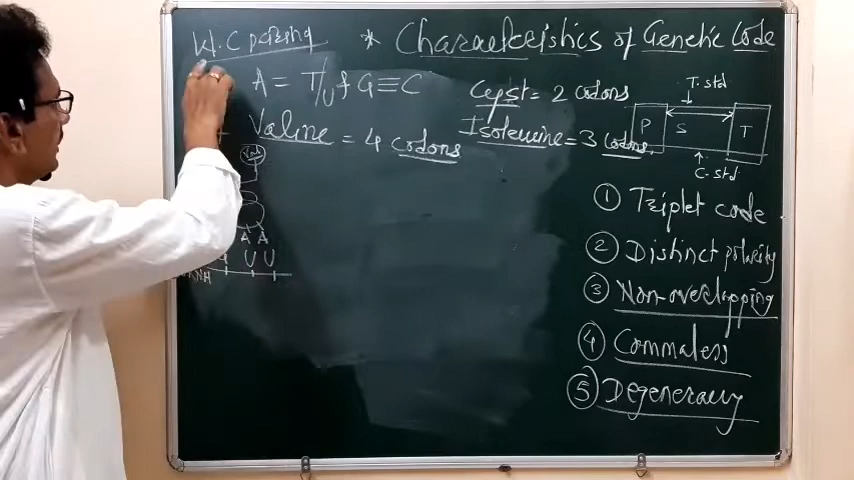 W.C pairing
* Characteristics of Genetic Code
A = T/U & G≡C
Cyst = 2 codons
T. std
Valine = 4 codons
Isoleucine = 3 codons.
P S T
C. std
Val
A A
U U
① Triplet code
② Distinct polarity
③ Non-overlapping
④ Commaless
⑤ Degeneracy